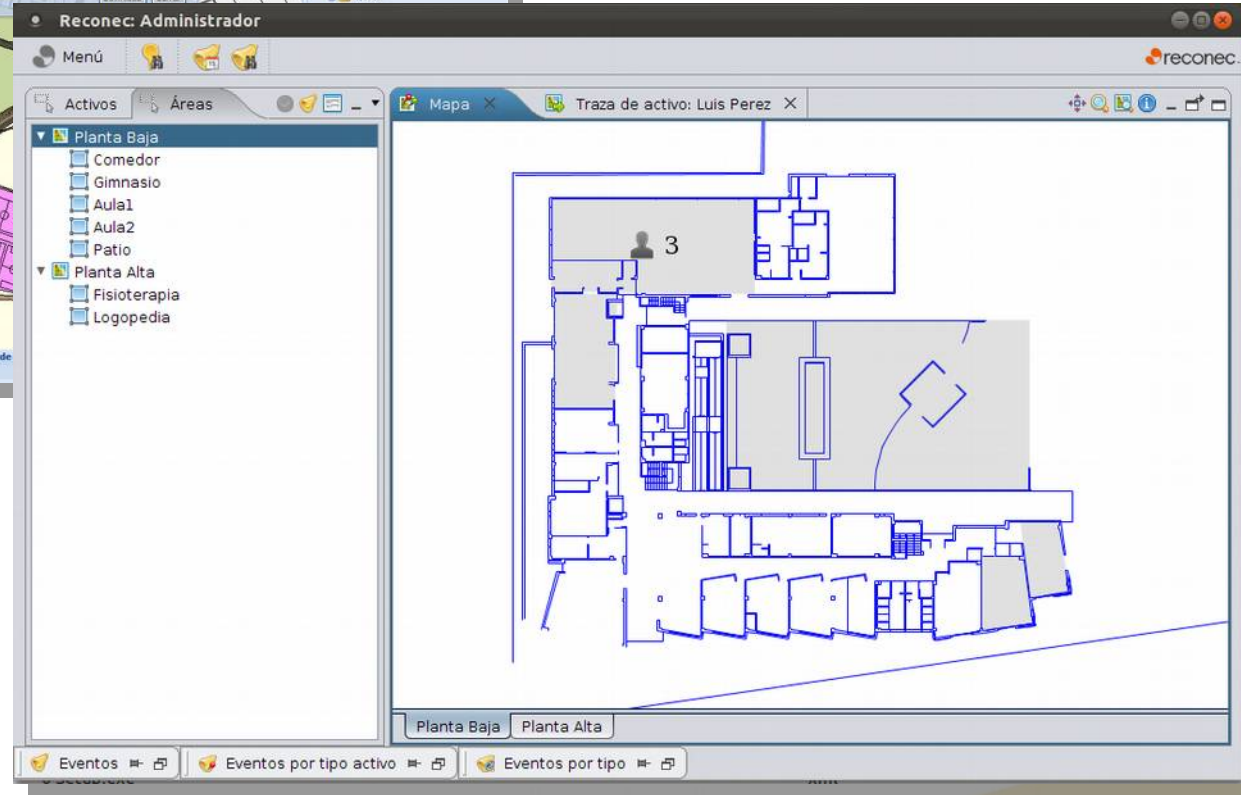 Reconec: Administrador
Menú
reconec.
Activos
Áreas
Mapa
Traza de activo: Luis Perez
Planta Baja
Comedor
Gimnasio
Aula1
Aula2
Patio
Planta Alta
Fisioterapia
Logopedia
3
de
Planta Baja
Planta Alta
Eventos
Eventos por tipo activo
Eventos por tipo